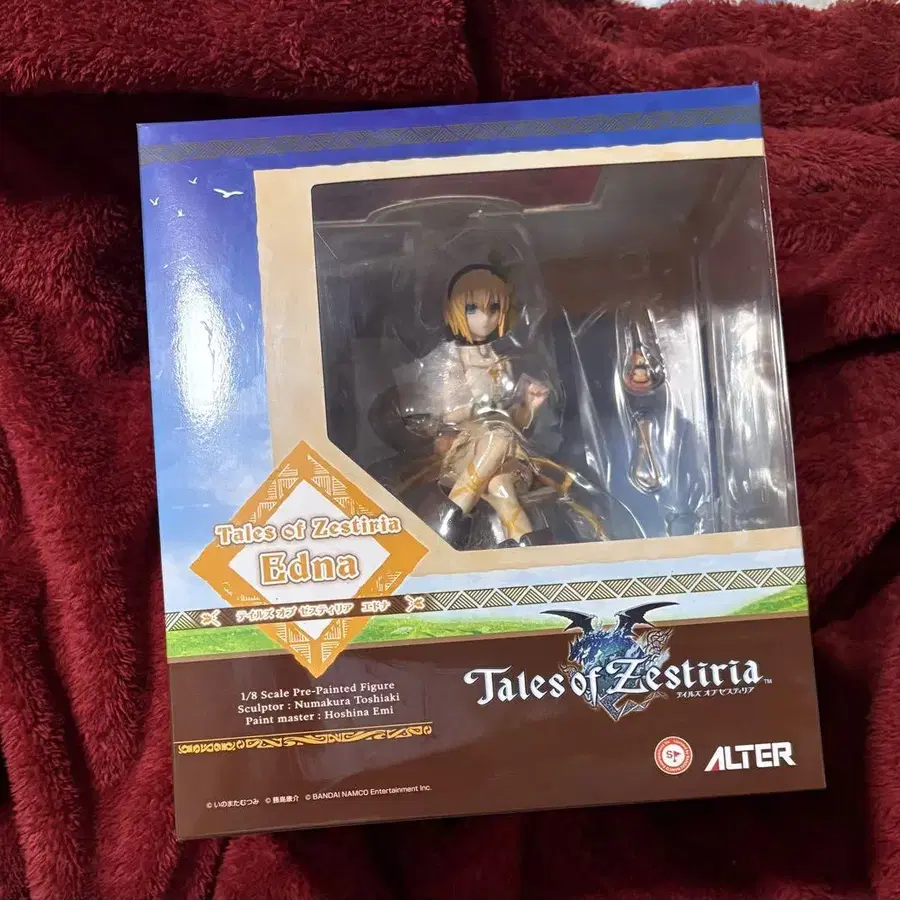 Tales of Zestiria
Edna
テイルズ オブ ゼスティリア エドナ
1/8 Scale Pre-Painted Figure
Sculptor : Numakura Toshiaki
Paint master : Hoshina Emi
Tales of Zestiria™
テイルズ オブ ゼスティリア
ALTER
© いのまたむつみ © 藤島康介 © BANDAI NAMCO Entertainment Inc.